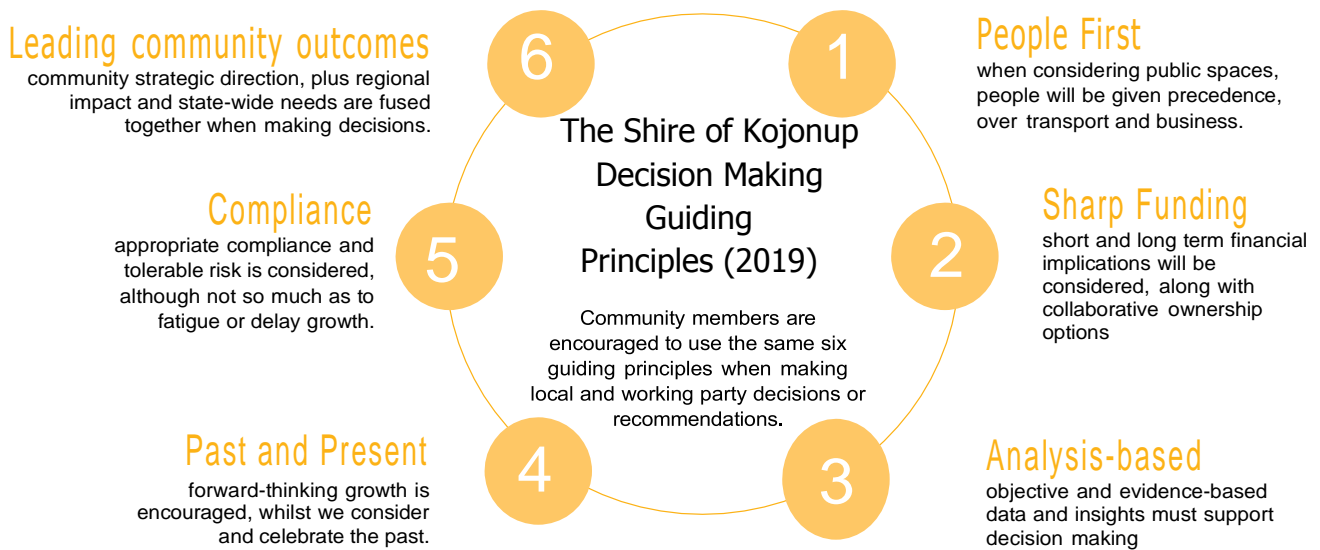 The Shire of Kojonup
Decision Making
Guiding
Principles (2019)
Community members are
encouraged to use the same six
guiding principles when making
local and working party decisions or
recommendations.
1
People First
when considering public spaces,
people will be given precedence,
over transport and business.
2
Sharp Funding
short and long term financial
implications will be
considered, along with
collaborative ownership
options
3
Analysis-based
objective and evidence-based
data and insights must support
decision making
4
Past and Present
forward-thinking growth is
encouraged, whilst we consider
and celebrate the past.
5
Compliance
appropriate compliance and
tolerable risk is considered,
although not so much as to
fatigue or delay growth.
6
Leading community outcomes
community strategic direction, plus regional
impact and state-wide needs are fused
together when making decisions.